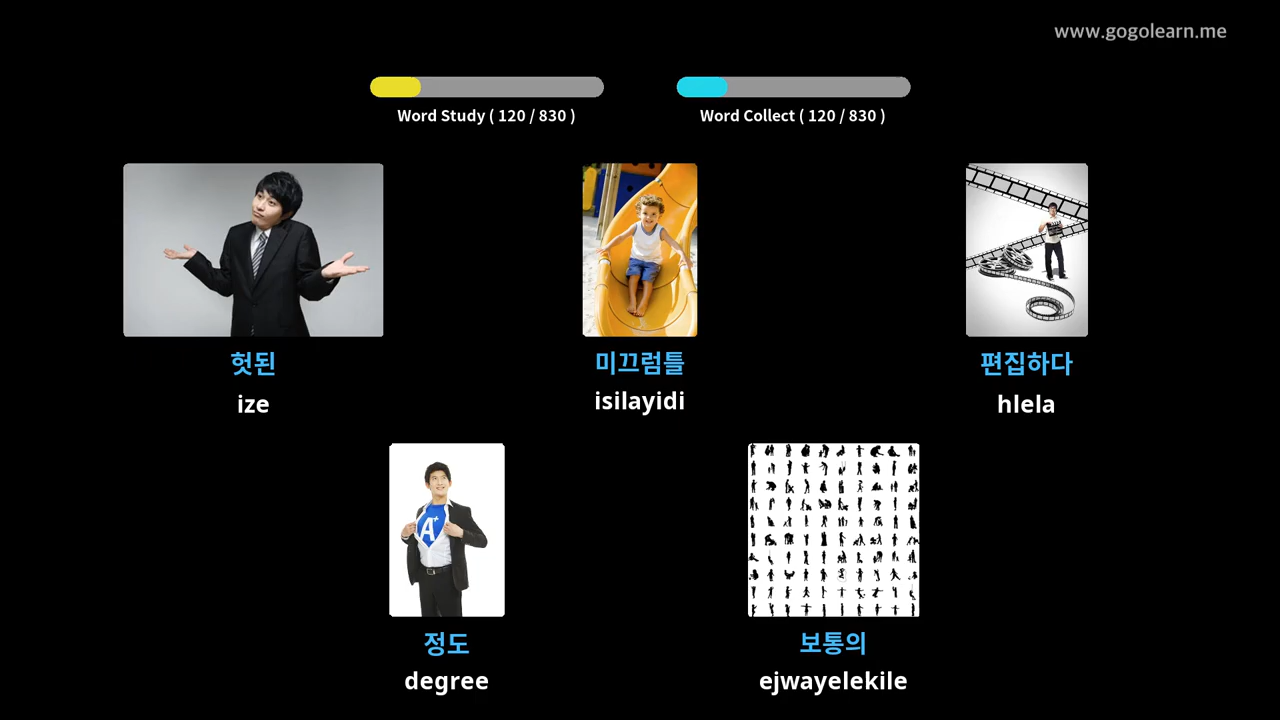 www.gogolearn.me
Word Study ( 120 / 830 )
Word Collect ( 120 / 830 )
헛된
ize
미끄럼틀
isilayidi
편집하다
hlela
A+
정도
degree
보통의
ejwayelekile